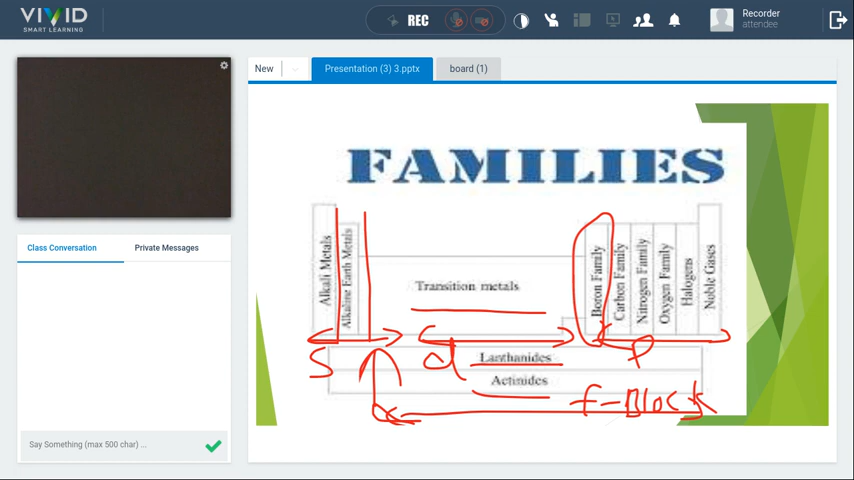 VIVID
SMART LEARNING
REC
Recorder
attendee
New
Presentation (3) 3.pptx
board (1)
Class Conversation
Private Messages
Say Something (max 500 char) ...
FAMILIES
Alkali Metals
Alkaline Earth Metals
Transition metals
Boron Family
Carbon Family
Nitrogen Family
Oxygen Family
Halogens
Noble Gases
S
d
P
Lanthanides
Actinides
f-Block